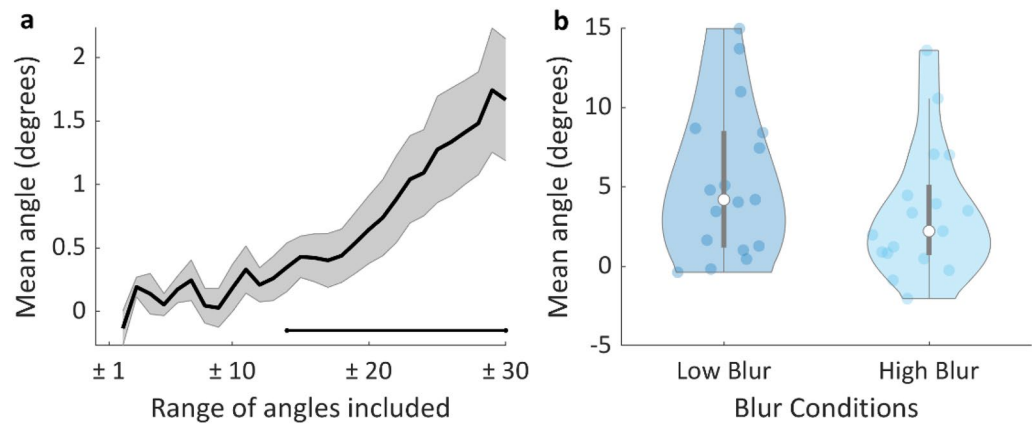 a
Mean angle (degrees)
2
1.5
1
0.5
0
± 1
± 10
± 20
± 30
Range of angles included
b
Mean angle (degrees)
15
10
5
0
-5
Low Blur
High Blur
Blur Conditions